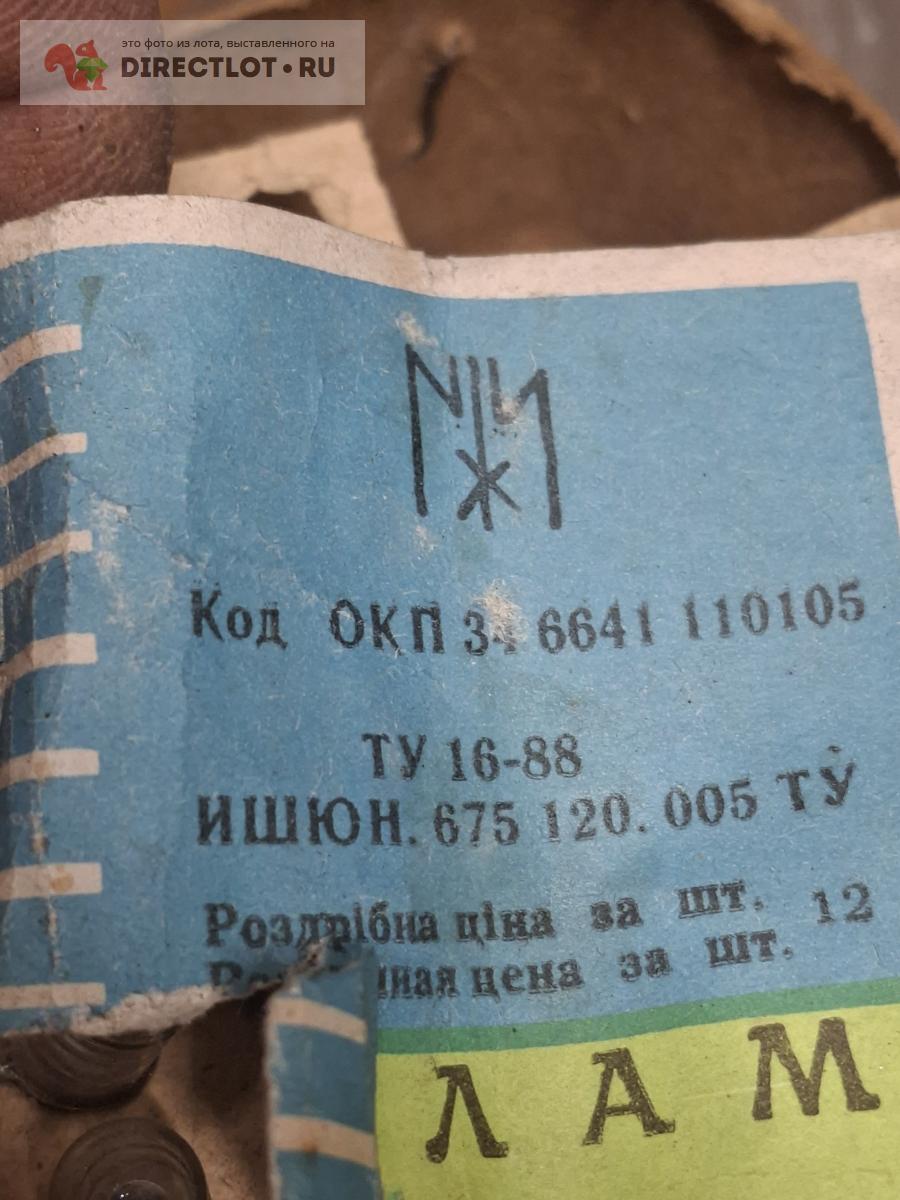 это фото из лота, выставленного на
DIRECTLOT.RU
Код ОКП 34 6641 110105
ТУ 16-88
ИШЮН. 675 120. 005 ТУ
Роздрібна ціна за шт. 12
цена за шт.
ЛАМ